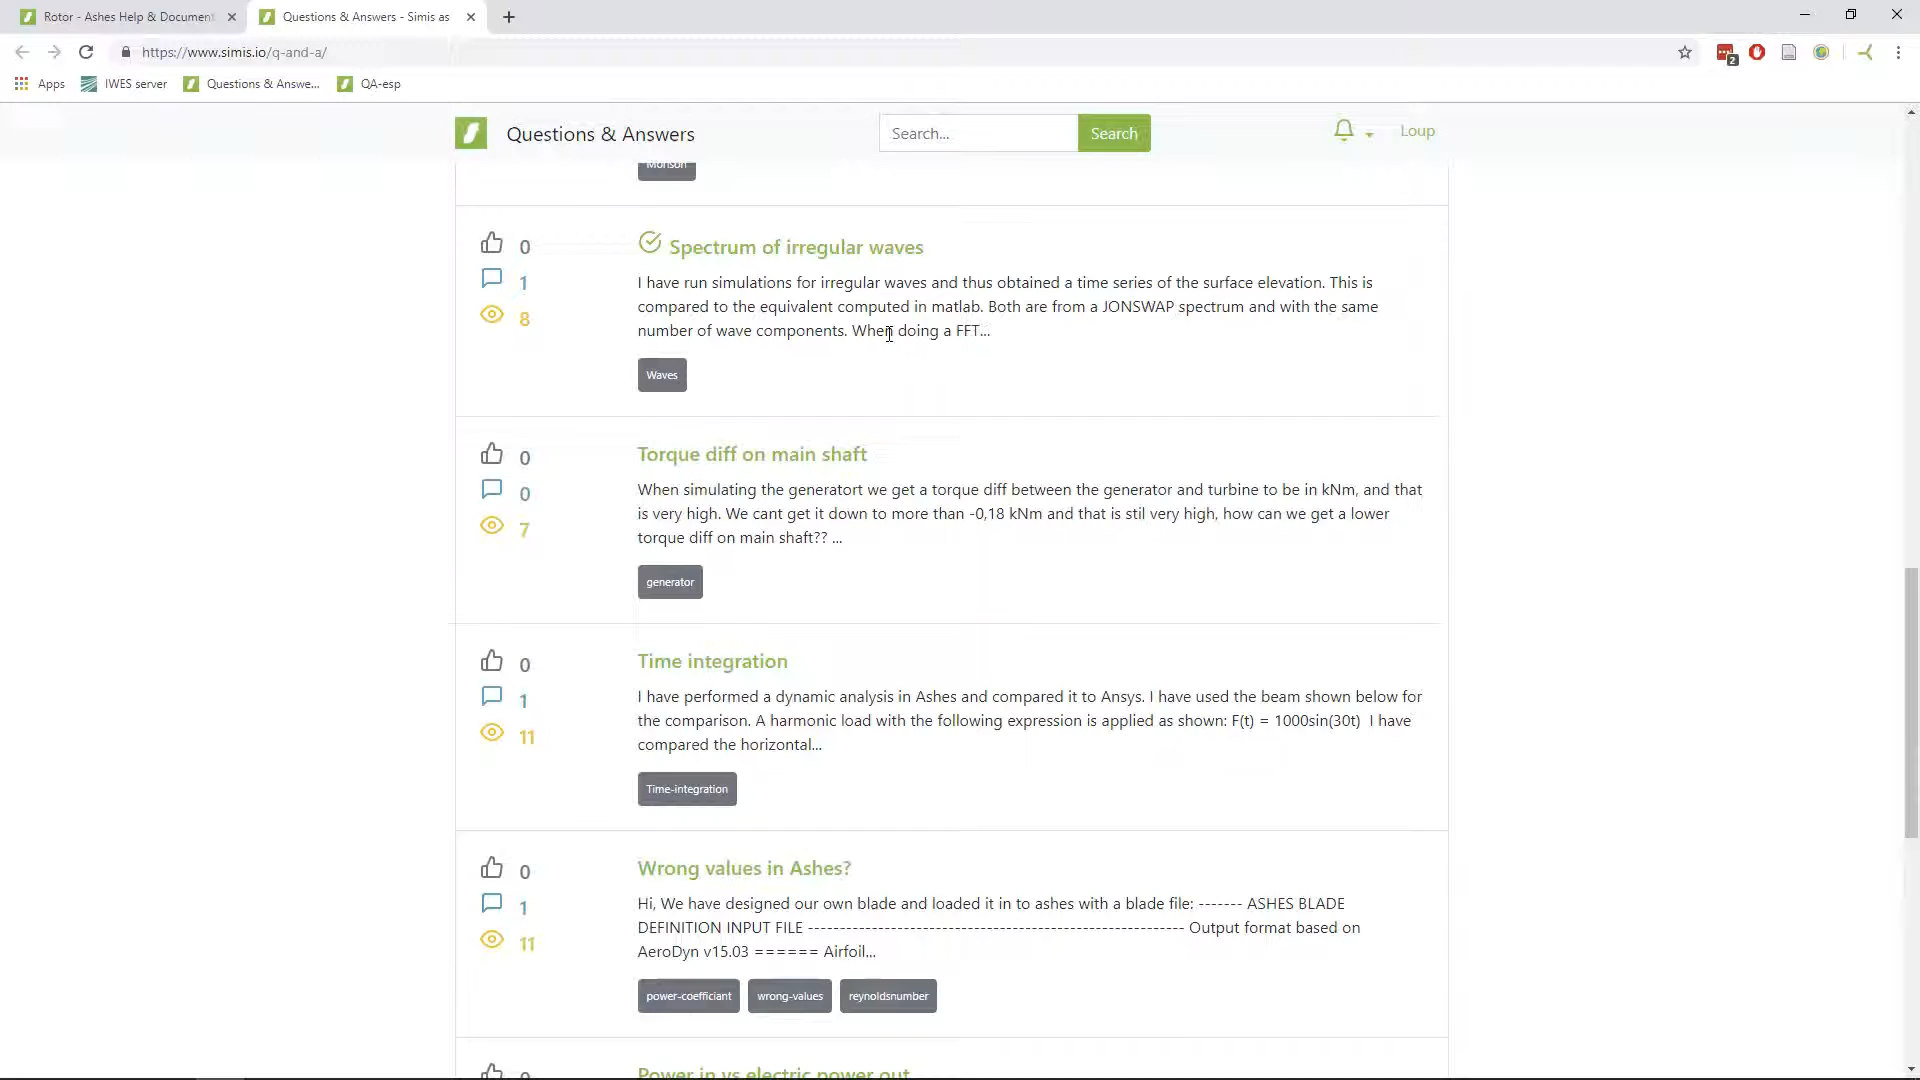 Rotor - Ashes Help & Document
Questions & Answers - Simis as
https://www.simis.io/q-and-a/
2
Apps
IWES server
Questions & Answe...
QA-esp
Questions & Answers
Search...
Search
Loup
Morison
0
Spectrum of irregular waves
1
8
I have run simulations for irregular waves and thus obtained a time series of the surface elevation. This is
compared to the equivalent computed in matlab. Both are from a JONSWAP spectrum and with the same
number of wave components. When doing a FFT...
Waves
0
Torque diff on main shaft
0
7
When simulating the generatort we get a torque diff between the generator and turbine to be in kNm, and that
is very high. We cant get it down to more than -0,18 kNm and that is stil very high, how can we get a lower
torque diff on main shaft?? ...
generator
0
Time integration
1
11
I have performed a dynamic analysis in Ashes and compared it to Ansys. I have used the beam shown below for
the comparison. A harmonic load with the following expression is applied as shown: F(t) = 1000sin(30t)  I have
compared the horizontal...
Time-integration
0
Wrong values in Ashes?
1
11
Hi, We have designed our own blade and loaded it in to ashes with a blade file: ------- ASHES BLADE
DEFINITION INPUT FILE ---------------------------------------------------------- Output format based on
AeroDyn v15.03 ====== Airfoil...
power-coefficiant
wrong-values
reynoldsnumber
0
Power in vs electric power out